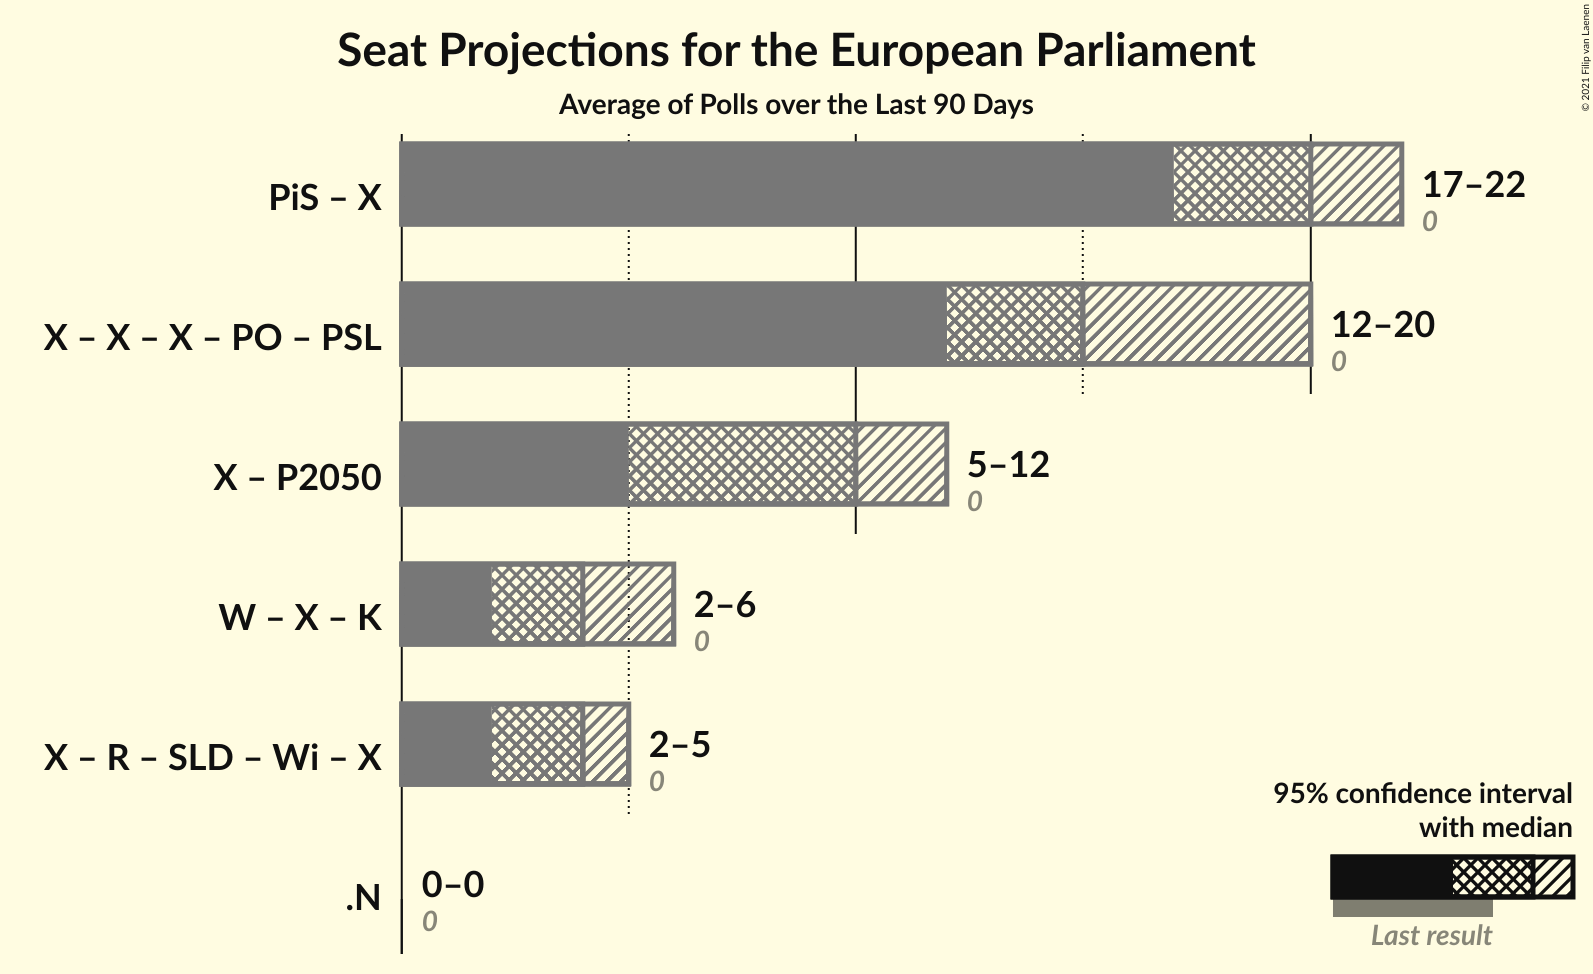 Seat Projections for the European Parliament
Average of Polls over the Last 90 Days
© 2021 Filip van Laenen
PiS – X
17–22
0
X – X – X – PO – PSL
12–20
0
X – P2050
5–12
0
W – X – K
2–6
0
X – R – SLD – Wi – X
2–5
0
.N
0–0
0
95% confidence interval
with median
Last result